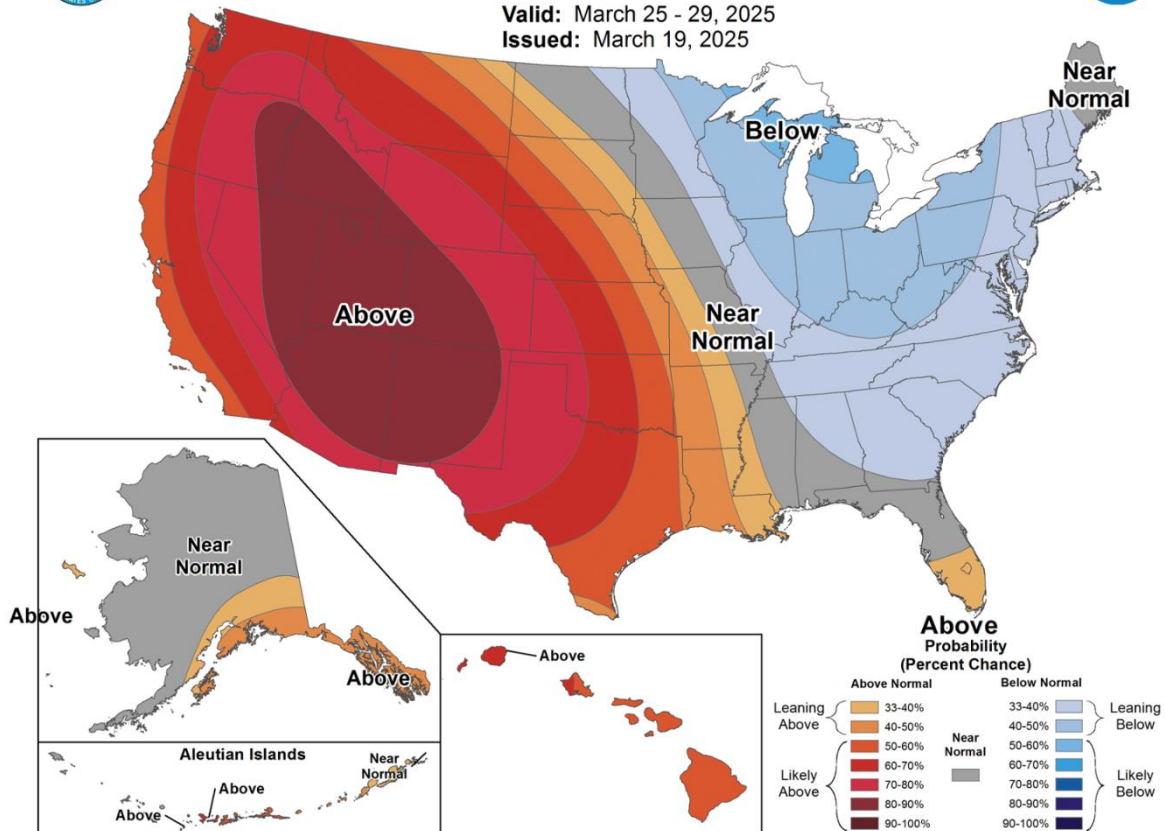 Valid: March 25 - 29, 2025
Issued: March 19, 2025
Near
Normal
Below
Above
Near
Normal
Near
Normal
Above
Above
Aleutian Islands
Near
Normal
Above
Above
Above
Above
Probability
(Percent Chance)
Above Normal
Below Normal
Leaning
Above
33-40%
40-50%
Likely
Above
50-60%
60-70%
70-80%
80-90%
90-100%
Near
Normal
33-40%
40-50%
Leaning
Below
50-60%
60-70%
70-80%
80-90%
90-100%
Likely
Below